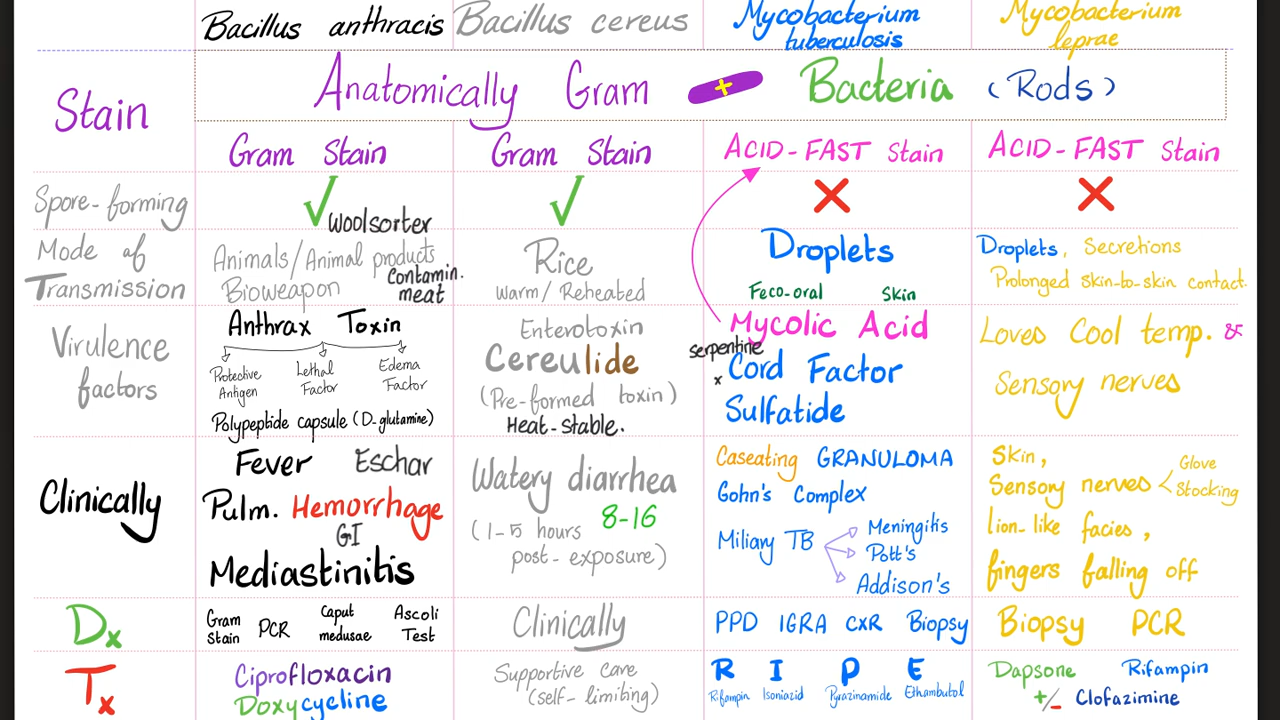 Bacillus anthracis Bacillus cereus Mycobacterium tuberculosis Mycobacterium leprae
Stain Anatomically Gram + Bacteria (Rods)
Gram Stain Gram Stain ACID-FAST Stain ACID-FAST Stain
Spore-forming ✓ ✓ ✗ ✗
Mode of Transmission
Woolsorter
Animals/Animal products
Bioweapon
Contamin. meat
Rice
Warm/Reheated
Droplets
Feco-oral Skin
Droplets, Secretions
Prolonged skin-to-skin contact.
Virulence factors
Anthrax Toxin
Protective Antigen
Lethal Factor
Edema Factor
Polypeptide capsule (D-glutamine)
Enterotoxin
Cereulide
(Pre-formed toxin)
Heat-stable.
Mycolic Acid
serpentine
x Cord Factor
Sulfatide
Loves Cool temp. &
Sensory nerves
Clinically
Fever Eschar
Pulm. Hemorrhage
GI
Mediastinitis
Watery diarrhea
(1-5 hours 8-16
post-exposure)
Caseating GRANULOMA
Gohn's Complex
Miliary TB
Meningitis
Pott's
Addison's
Skin,
Sensory nerves < Glove Stocking
lion-like facies,
fingers falling off
Dx
Gram Stain PCR Caput medusae Ascoli Test
Clinically
PPD IGRA CXR Biopsy
Biopsy PCR
Tx
Ciprofloxacin
Doxycycline
Supportive care
(self-limiting)
R I P E
Rifampin Isoniazid Pyrazinamide Ethambutol
Dapsone Rifampin
+/- Clofazimine